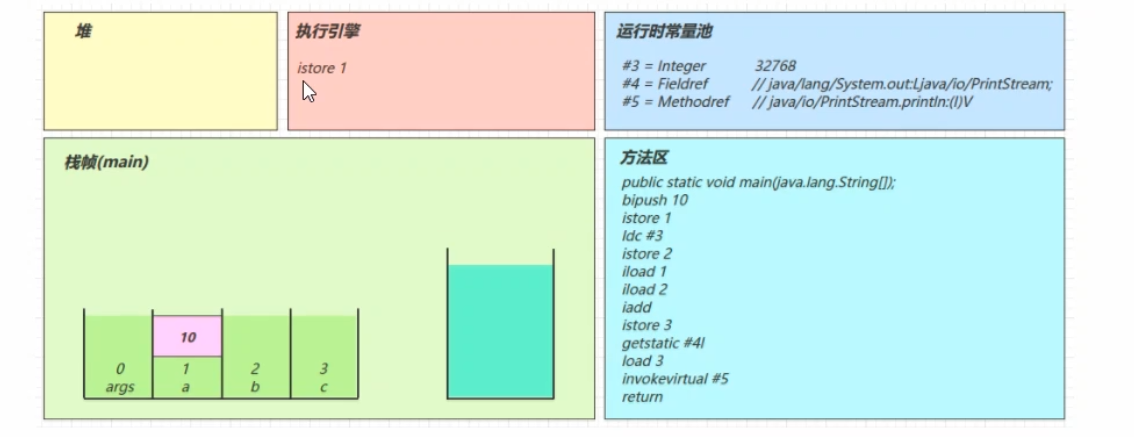 堆
执行引擎
istore 1
运行时常量池
#3 = Integer 32768
#4 = Fieldref // java/lang/System.out:Ljava/io/PrintStream;
#5 = Methodref // java/io/PrintStream.println:(I)V
栈帧(main)
10
0 1 2 3
args a b c
方法区
public static void main(java.lang.String[]);
bipush 10
istore 1
ldc #3
istore 2
iload 1
iload 2
iadd
istore 3
getstatic #4I
load 3
invokevirtual #5
return